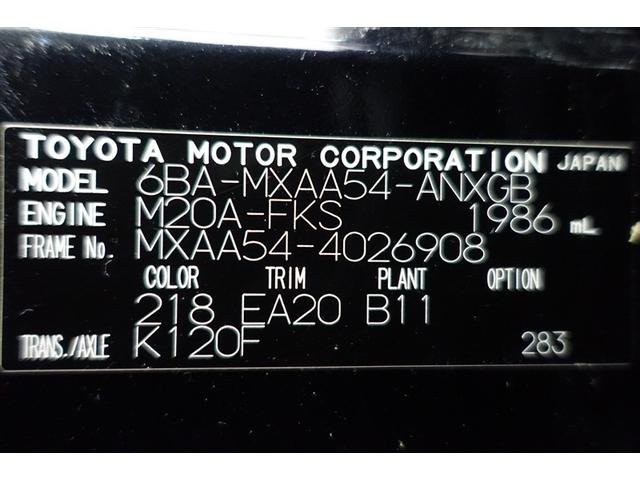 TOYOTA MOTOR CORPORATION JAPAN
MODEL 6BA-MXAA54-ANXGB
ENGINE M20A-FKS 1986 mL
FRAME No. MXAA54-4026908
COLOR TRIM PLANT OPTION
218 EA20 B11
TRANS./AXLE K120F 283